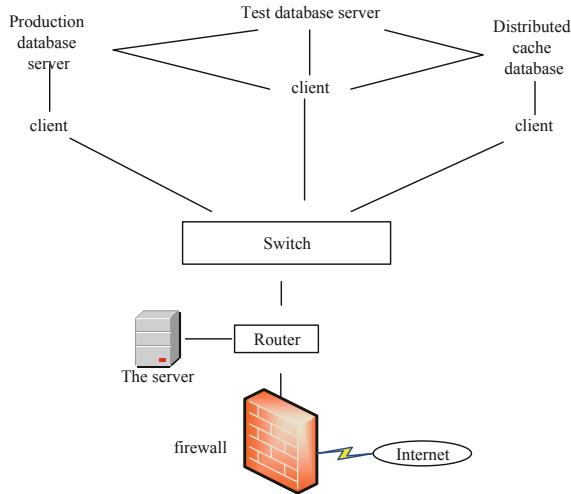 Production
database
server
Test database server
Distributed
cache
database
client
client
client
Switch
Router
The server
firewall
Internet